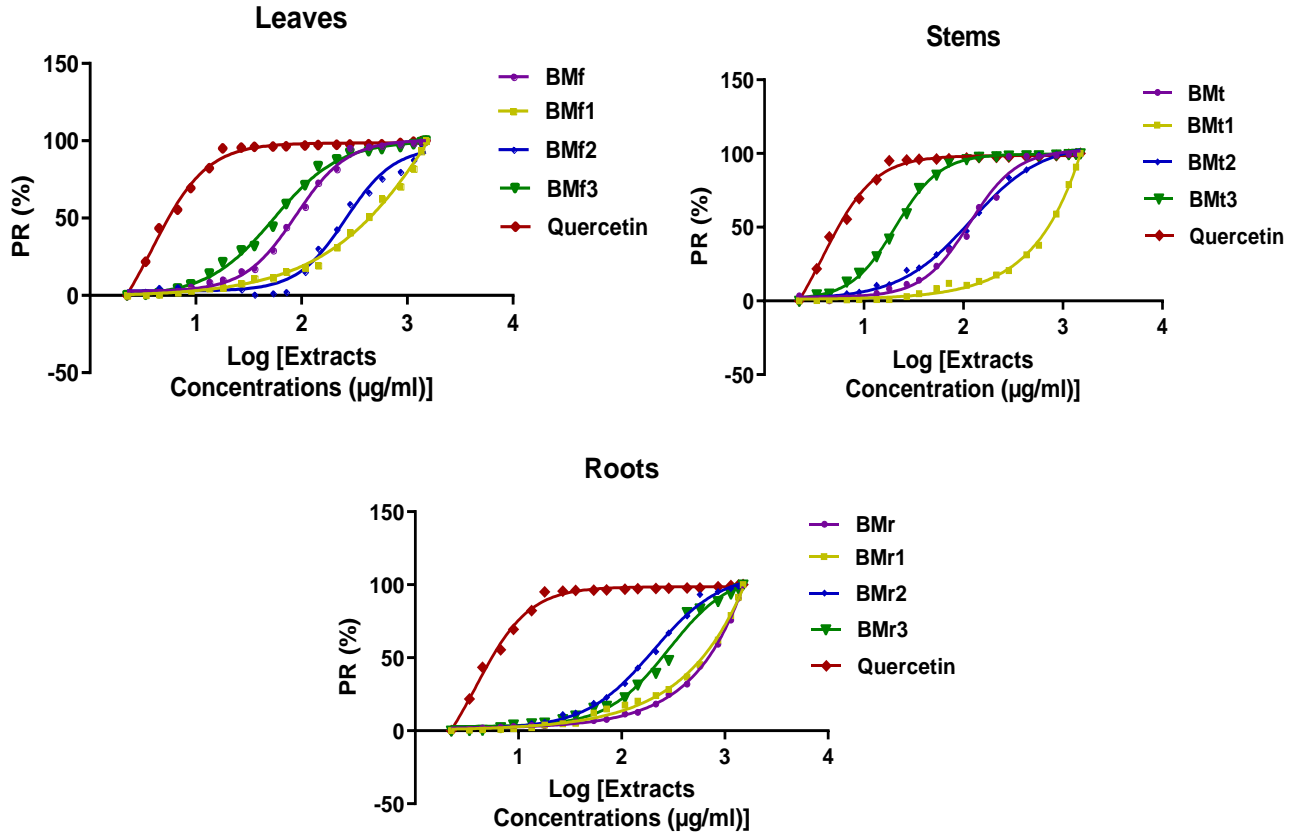 Leaves
150
100
50
0
-50
1
2
3
4
PR (%)
Log [Extracts
Concentrations (µg/ml)]
BMf
BMf1
BMf2
BMf3
Quercetin
Stems
150
100
50
0
-50
1
2
3
4
PR (%)
Log [Extracts
Concentration (µg/ml)]
BMt
BMt1
BMt2
BMt3
Quercetin
Roots
150
100
50
0
-50
1
2
3
4
PR (%)
Log [Extracts
Concentrations (µg/ml)]
BMr
BMr1
BMr2
BMr3
Quercetin